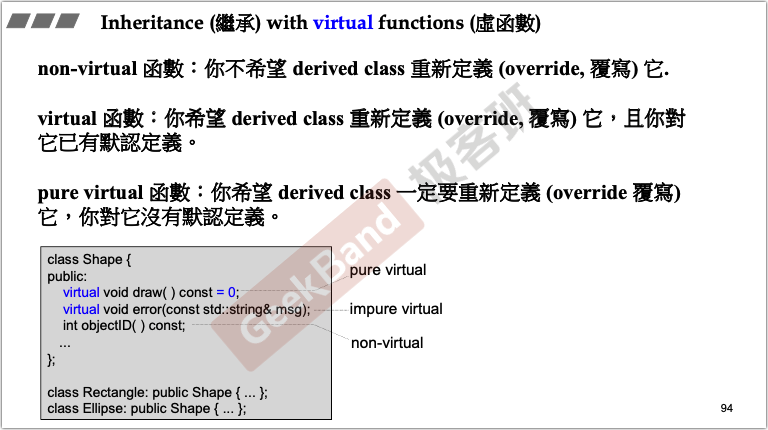 Inheritance (繼承) with virtual functions (虛函數)
non-virtual 函數：你不希望 derived class 重新定義 (override, 覆寫) 它.
virtual 函數：你希望 derived class 重新定義 (override, 覆寫) 它，且你對
它已有默認定義。
pure virtual 函數：你希望 derived class 一定要重新定義 (override 覆寫)
它，你對它沒有默認定義。
class Shape {
public:
virtual void draw( ) const = 0;
virtual void error(const std::string& msg);
int objectID( ) const;
...
};
class Rectangle: public Shape { ... };
class Ellipse: public Shape { ... };
pure virtual
impure virtual
non-virtual
GeekBand 极客班
94